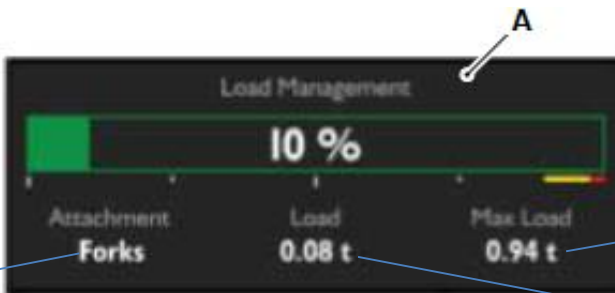 A
Load Management
10 %
Attachment Load Max Load
Forks 0.08 t 0.94 t